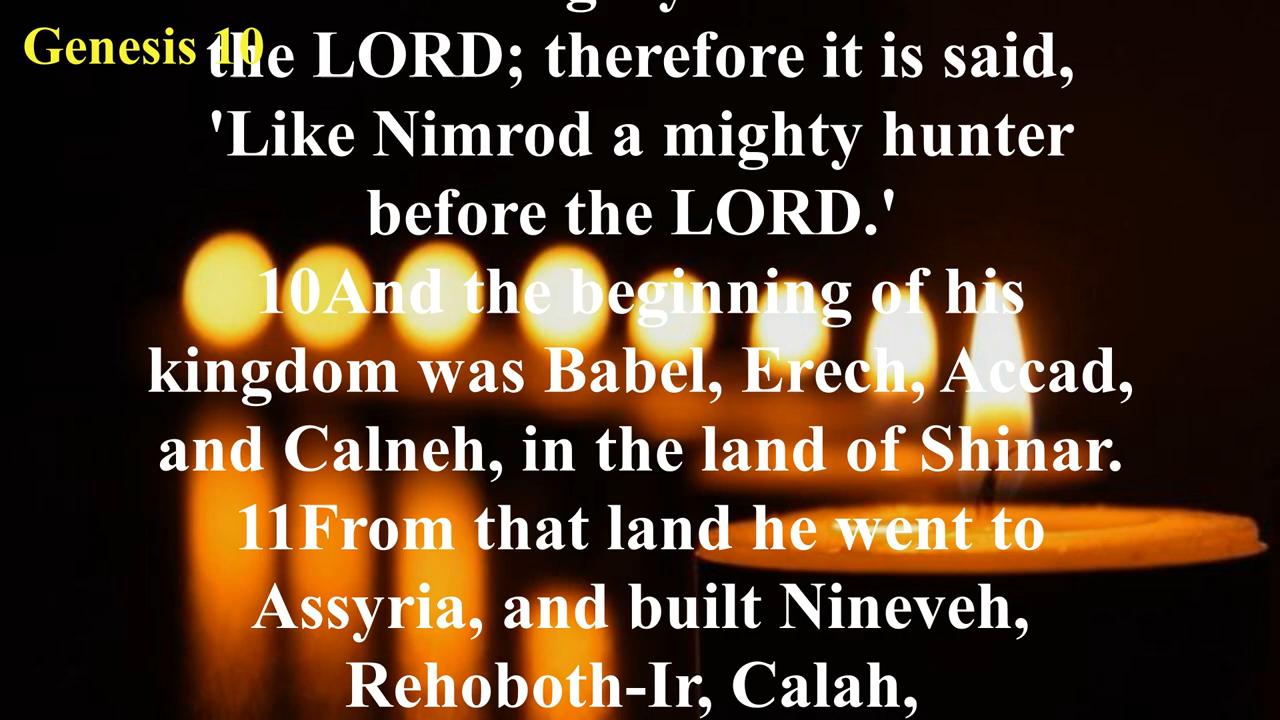 Genesis 10
the LORD; therefore it is said,
'Like Nimrod a mighty hunter
before the LORD.'
10And the beginning of his
kingdom was Babel, Erech, Accad,
and Calneh, in the land of Shinar.
11From that land he went to
Assyria, and built Nineveh,
Rehoboth-Ir, Calah,